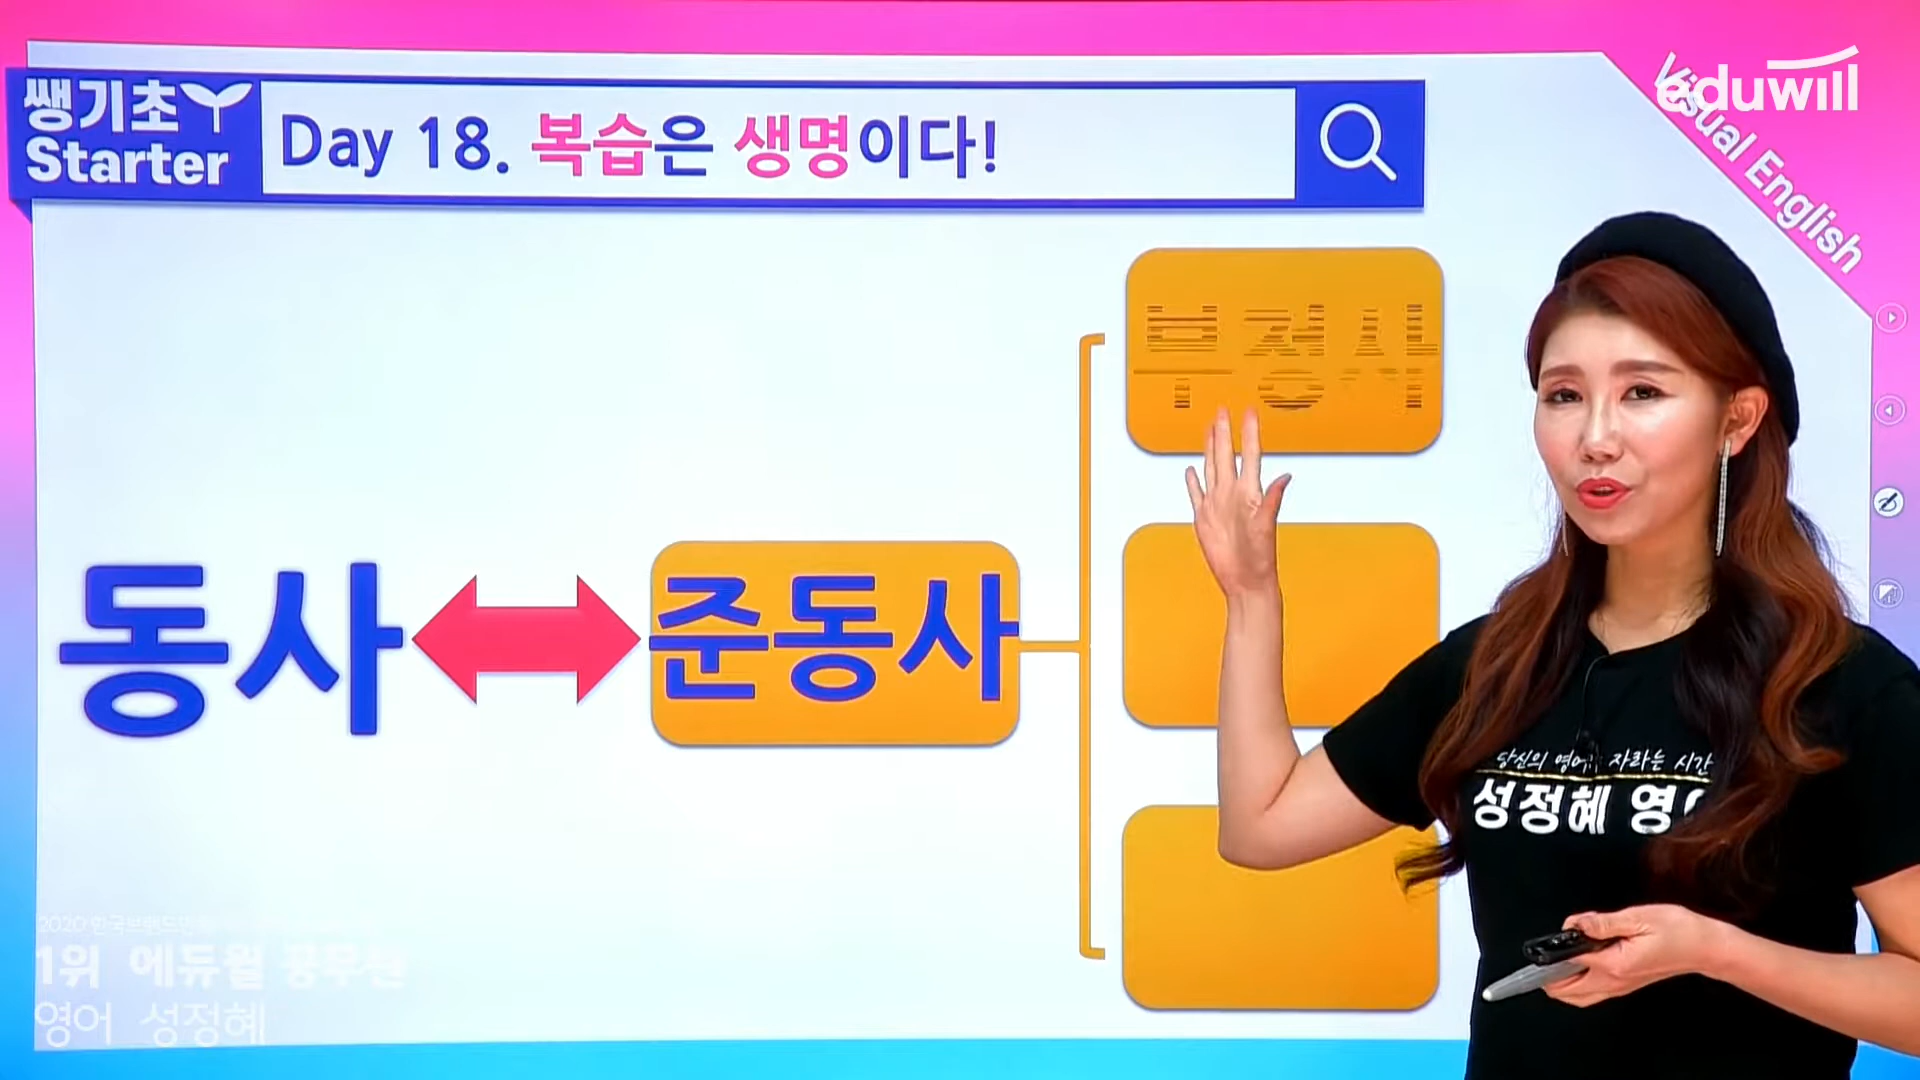 eduwill
Visual English
쌩기초
Starter
Day 18. 복습은 생명이다!
부정사
동사
준동사
당신의 영어가 자라는 시간
성정혜 영어
1위 에듀윌 공무원
영어 성정혜